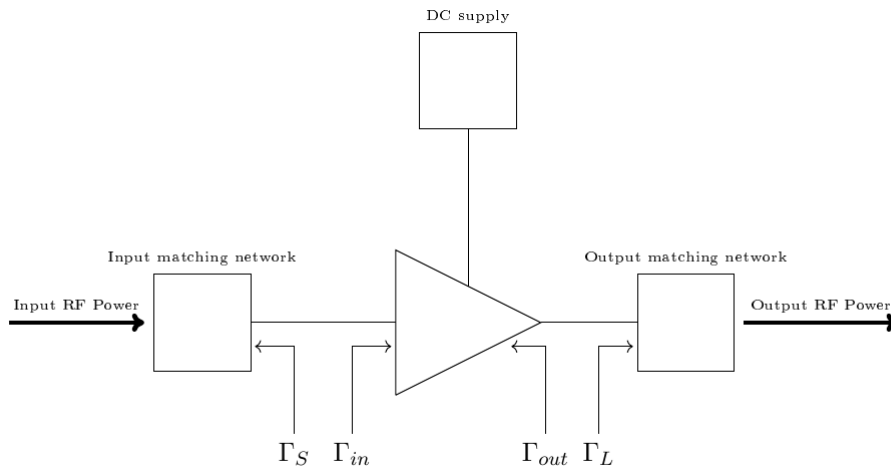 DC supply
Input matching network
Output matching network
Input RF Power
Output RF Power
Γ_S Γ_in Γ_out Γ_L